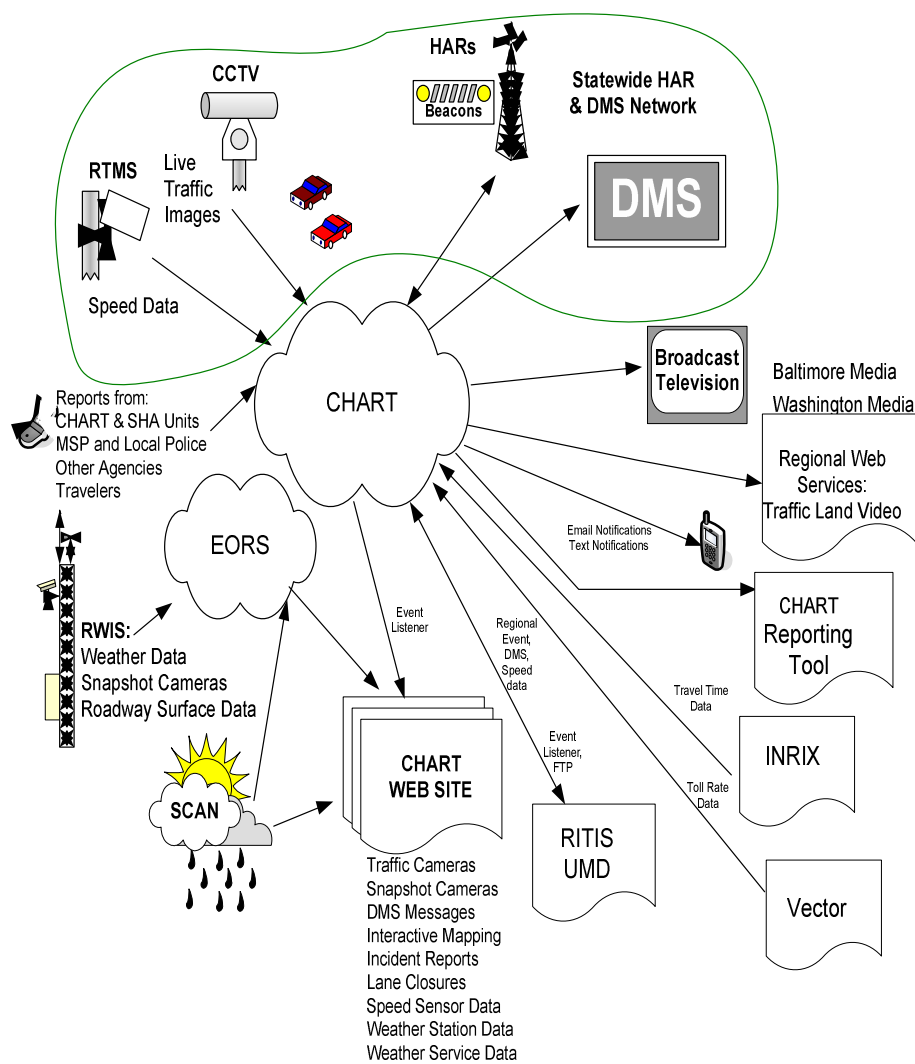 HARs
CCTV
Statewide HAR
& DMS Network
Beacons
RTMS
Live
Traffic
Images
DMS
Speed Data
Broadcast
Television
Baltimore Media
Washington Media
Reports from:
CHART & SHA Units
MSP and Local Police
Other Agencies
Travelers
CHART
Regional Web
Services:
Traffic Land Video
EORS
Email Notifications
Text Notifications
CHART
Reporting
Tool
Event
Listener
Regional
Event,
DMS,
Speed
data
RWIS:
Weather Data
Snapshot Cameras
Roadway Surface Data
Travel Time
Data
INRIX
Event
Listener,
FTP
CHART
WEB SITE
Toll Rate
Data
SCAN
RITIS
UMD
Vector
Traffic Cameras
Snapshot Cameras
DMS Messages
Interactive Mapping
Incident Reports
Lane Closures
Speed Sensor Data
Weather Station Data
Weather Service Data